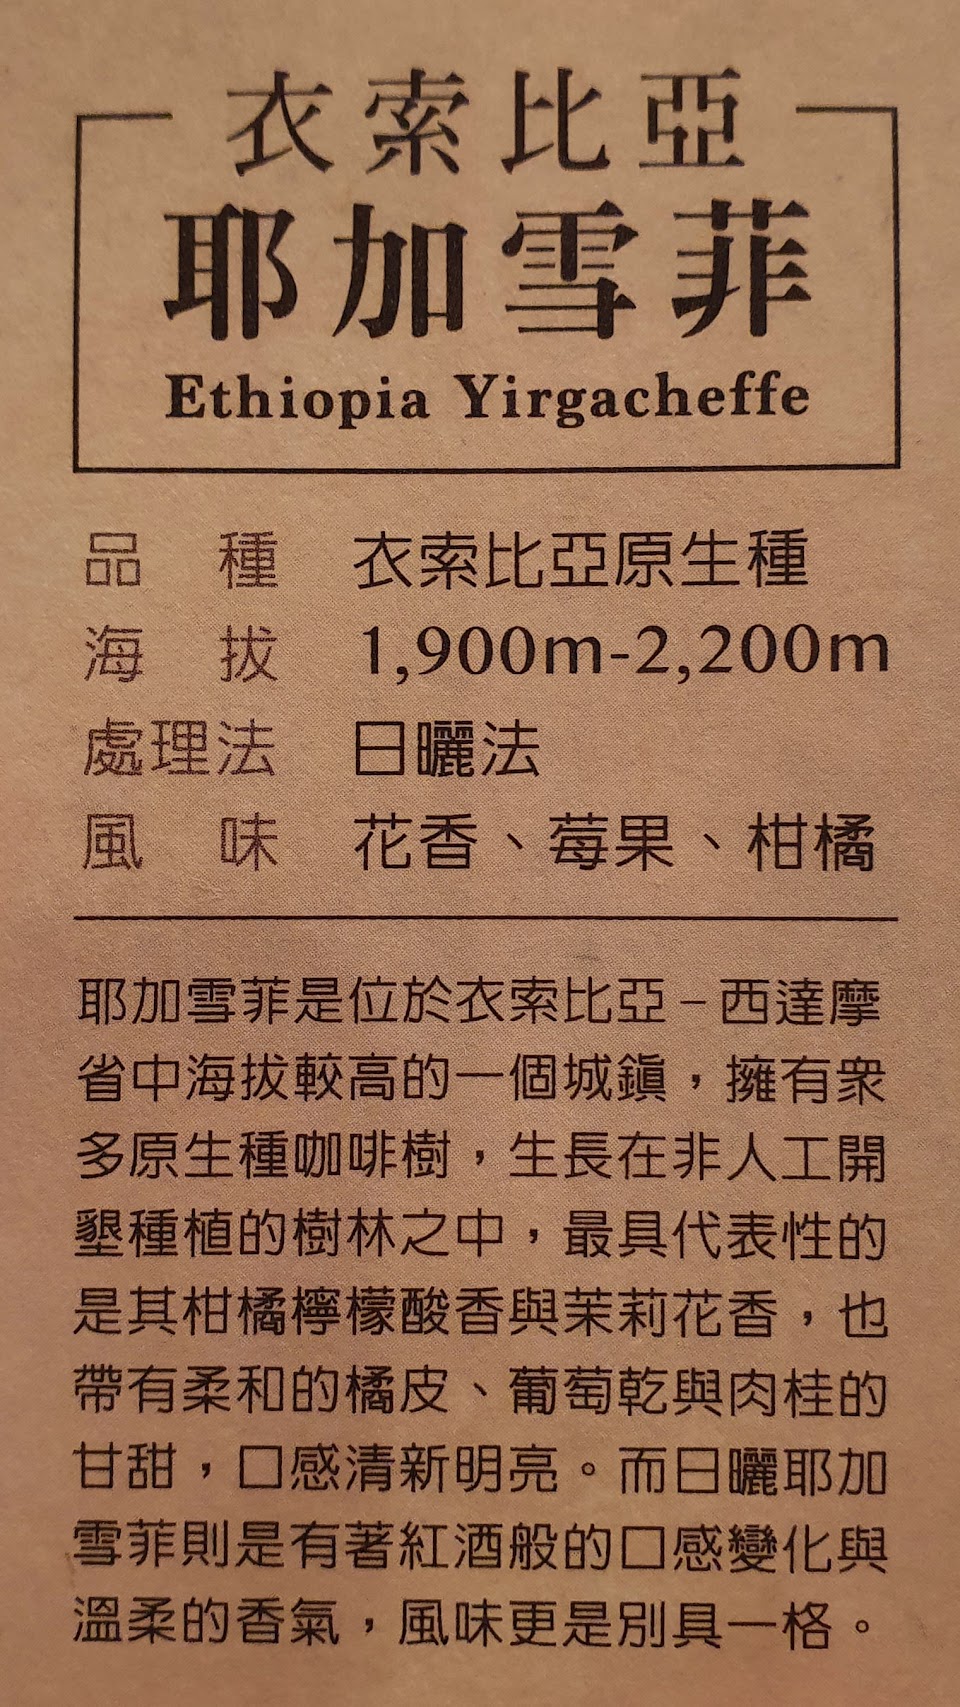 衣索比亞
耶加雪菲
Ethiopia Yirgacheffe
品 種 衣索比亞原生種
海 拔 1,900m-2,200m
處理法 日曬法
風 味 花香、莓果、柑橘
耶加雪菲是位於衣索比亞–西達摩
省中海拔較高的一個城鎮，擁有眾
多原生種咖啡樹，生長在非人工開
墾種植的樹林之中，最具代表性的
是其柑橘檸檬酸香與茉莉花香，也
帶有柔和的橘皮、葡萄乾與肉桂的
甘甜，口感清新明亮。而日曬耶加
雪菲則是有著紅酒般的口感變化與
溫柔的香氣，風味更是別具一格。